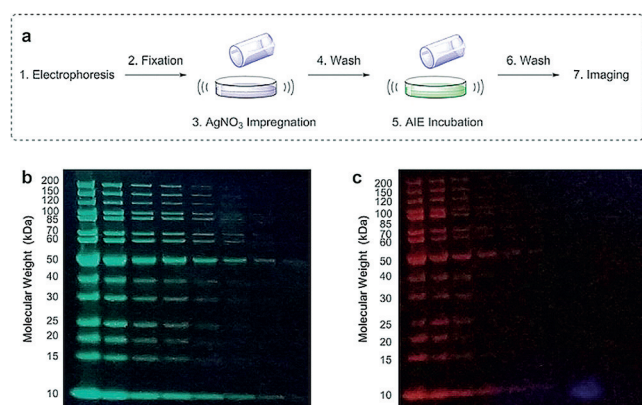 a
1. Electrophoresis
2. Fixation
3. AgNO₃ Impregnation
4. Wash
5. AIE Incubation
6. Wash
7. Imaging
b
Molecular Weight (kDa)
200
150
120
100
85
70
60
50
40
30
25
20
15
10
c
Molecular Weight (kDa)
200
150
120
100
85
70
60
50
40
30
25
20
15
10